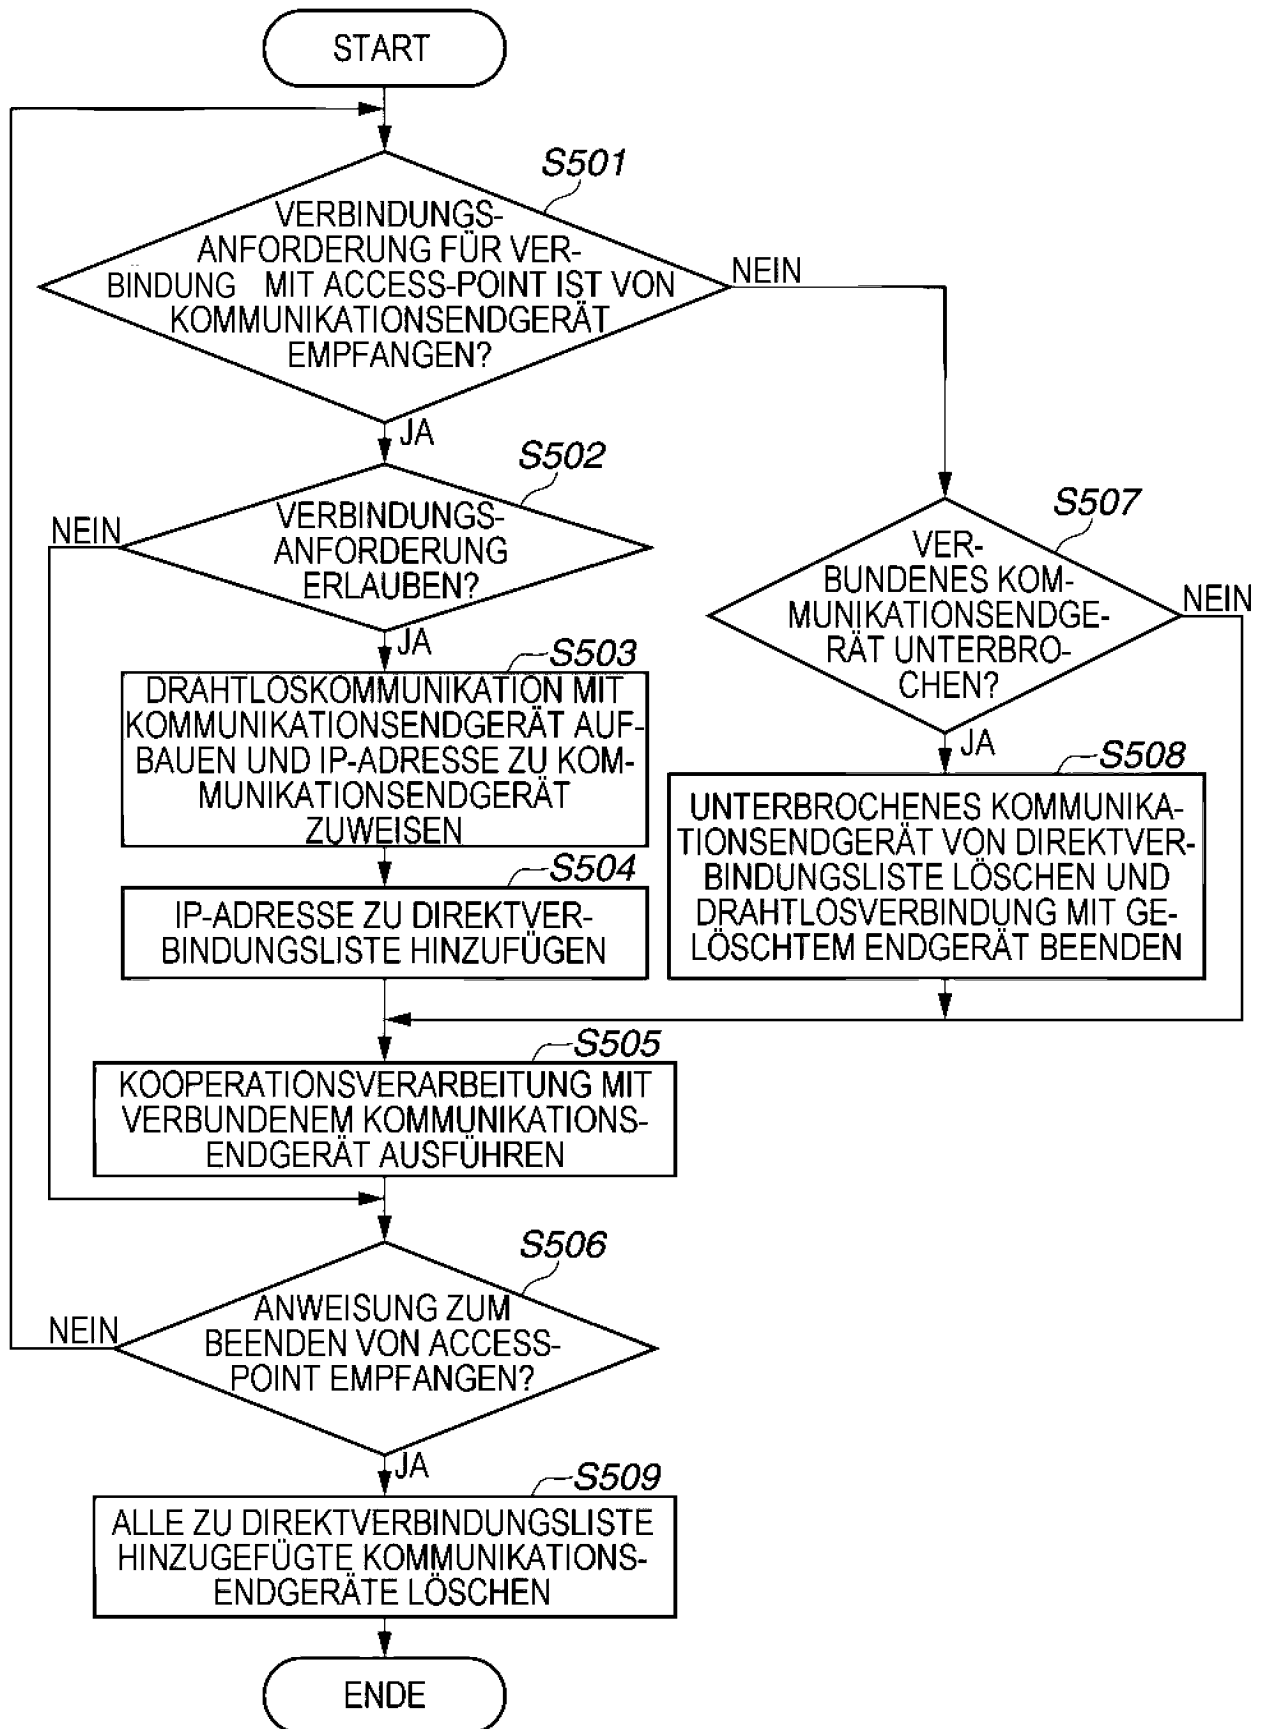 START
S501
VERBINDUNGS-
ANFORDERUNG FÜR VER-
BINDUNG MIT ACCESS-POINT IST VON
KOMMUNIKATIONSENDGERÄT
EMPFANGEN?
NEIN
JA
S502
VERBINDUNGS-
ANFORDERUNG
ERLAUBEN?
NEIN
JA
S503
DRAHTLOSKOMMUNIKATION MIT
KOMMUNIKATIONSENDGERÄT AUF-
BAUEN UND IP-ADRESSE ZU KOM-
MUNIKATIONSENDGERÄT
ZUWEISEN
S504
IP-ADRESSE ZU DIREKTVER-
BINDUNGSLISTE HINZUFÜGEN
S507
VER-
BUNDENES KOM-
MUNIKATIONSENDGE-
RÄT UNTERBRO-
CHEN?
NEIN
JA
S508
UNTERBROCHENES KOMMUNIKA-
TIONSENDGERÄT VON DIREKTVER-
BINDUNGSLISTE LÖSCHEN UND
DRAHTLOSVERBINDUNG MIT GE-
LÖSCHTEM ENDGERÄT BEENDEN
S505
KOOPERATIONSVERARBEITUNG MIT
VERBUNDENEM KOMMUNIKATIONS-
ENDGERÄT AUSFÜHREN
S506
ANWEISUNG ZUM
BEENDEN VON ACCESS-
POINT EMPFANGEN?
NEIN
JA
S509
ALLE ZU DIREKTVERBINDUNGSLISTE
HINZUGEFÜGTE KOMMUNIKATIONS-
ENDGERÄTE LÖSCHEN
ENDE